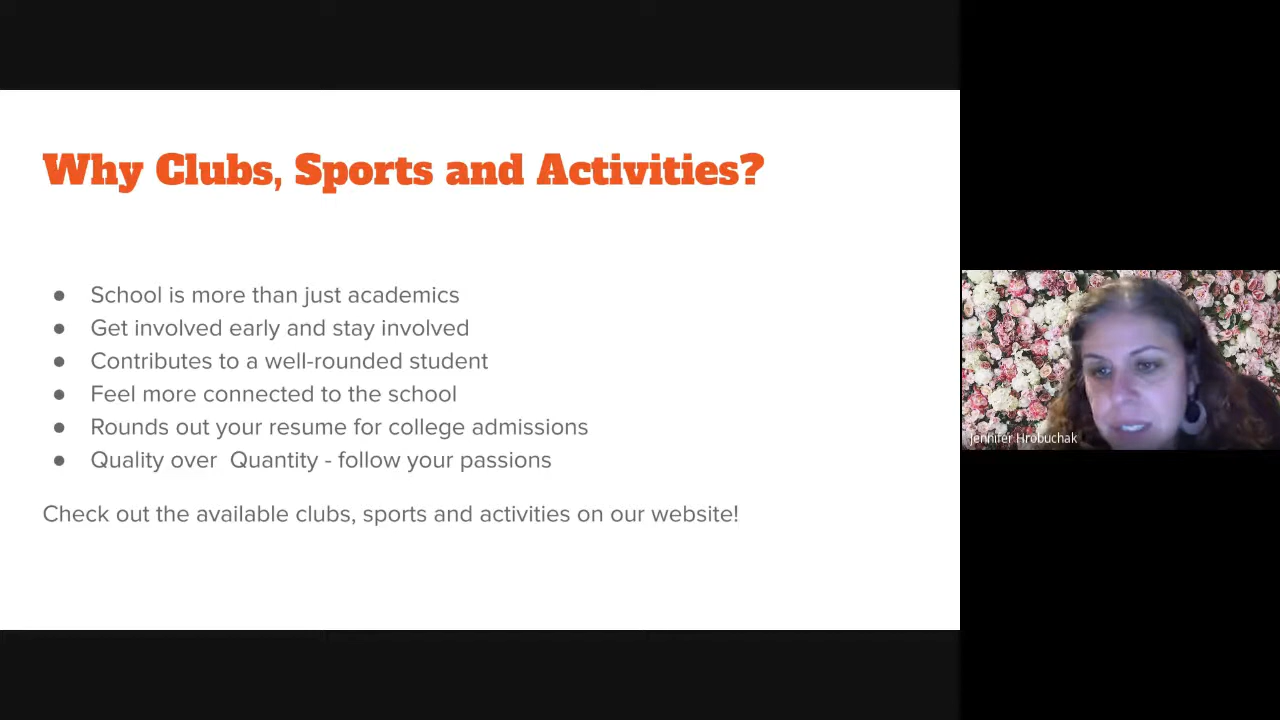 Why Clubs, Sports and Activities?
● School is more than just academics
● Get involved early and stay involved
● Contributes to a well-rounded student
● Feel more connected to the school
● Rounds out your resume for college admissions
● Quality over  Quantity - follow your passions
Check out the available clubs, sports and activities on our website!
Jennifer Hrobuchak